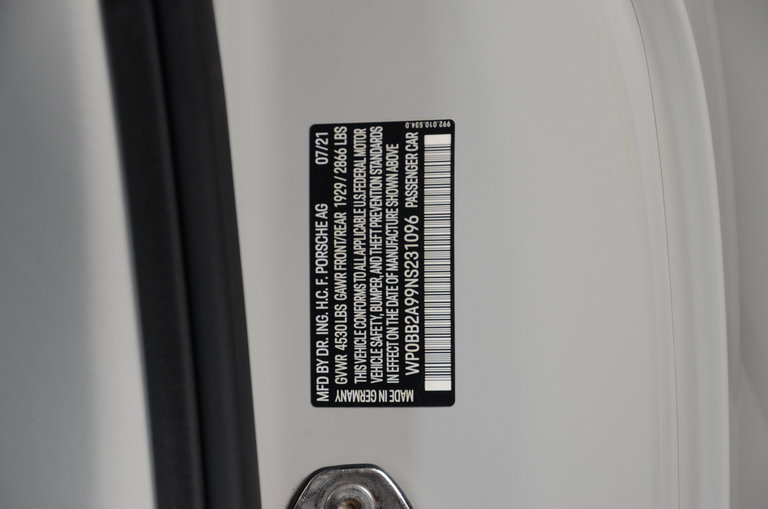 MFD BY DR. ING. H.C. F. PORSCHE AG 07/21
GVWR 4530 LBS GAWR FRONT/REAR 1929 / 2866 LBS
THIS VEHICLE CONFORMS TO ALL APPLICABLE U.S. FEDERAL MOTOR
VEHICLE SAFETY, BUMPER, AND THEFT PREVENTION STANDARDS
IN EFFECT ON THE DATE OF MANUFACTURE SHOWN ABOVE
MADE IN GERMANY WP0BB2A99NS231096 PASSENGER CAR
992.010.534.0